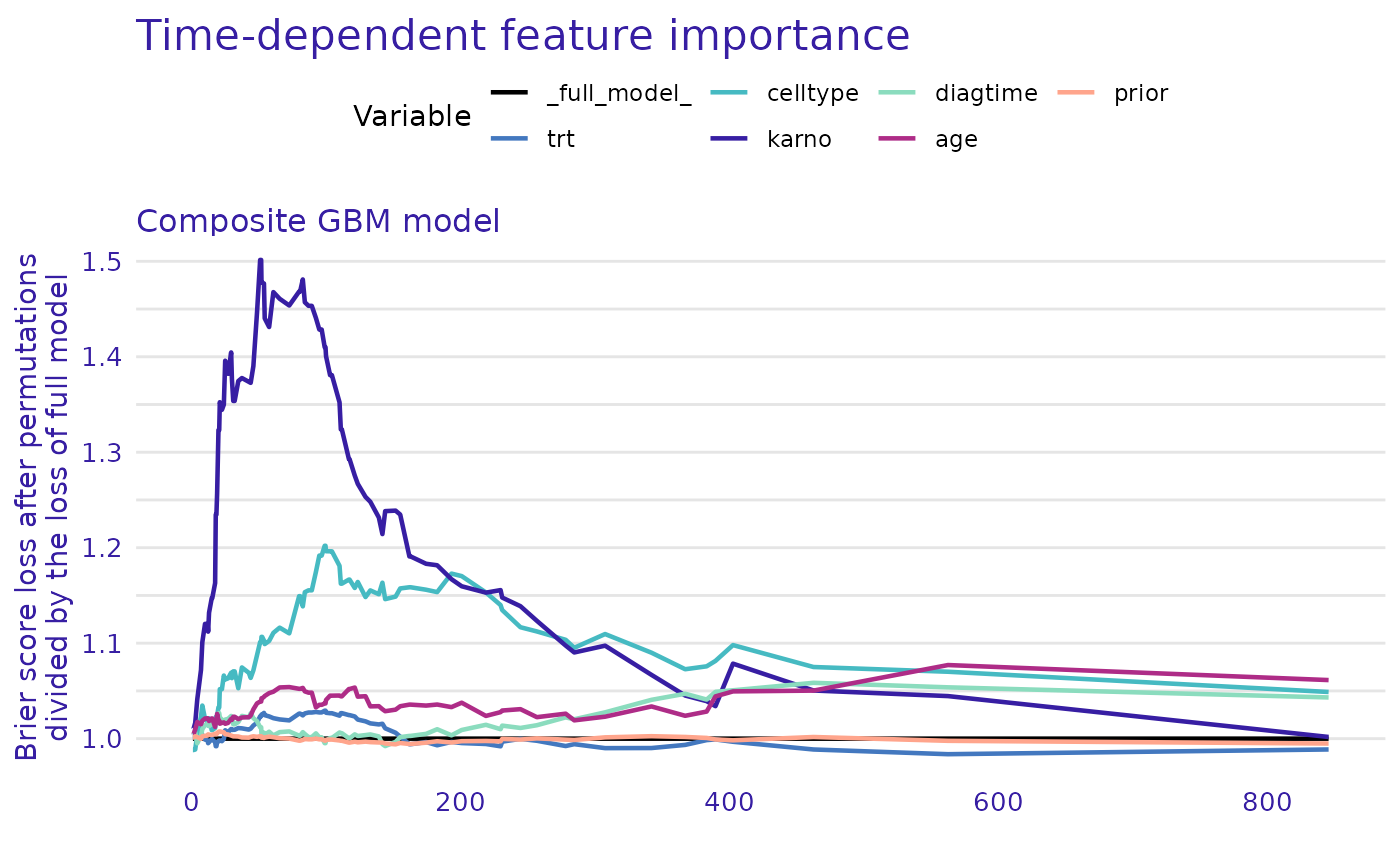 Time-dependent feature importance
Variable
_full_model_ celltype diagtime prior
trt karno age
Composite GBM model
Brier score loss after permutations
divided by the loss of full model
1.5
1.4
1.3
1.2
1.1
1.0
0 200 400 600 800